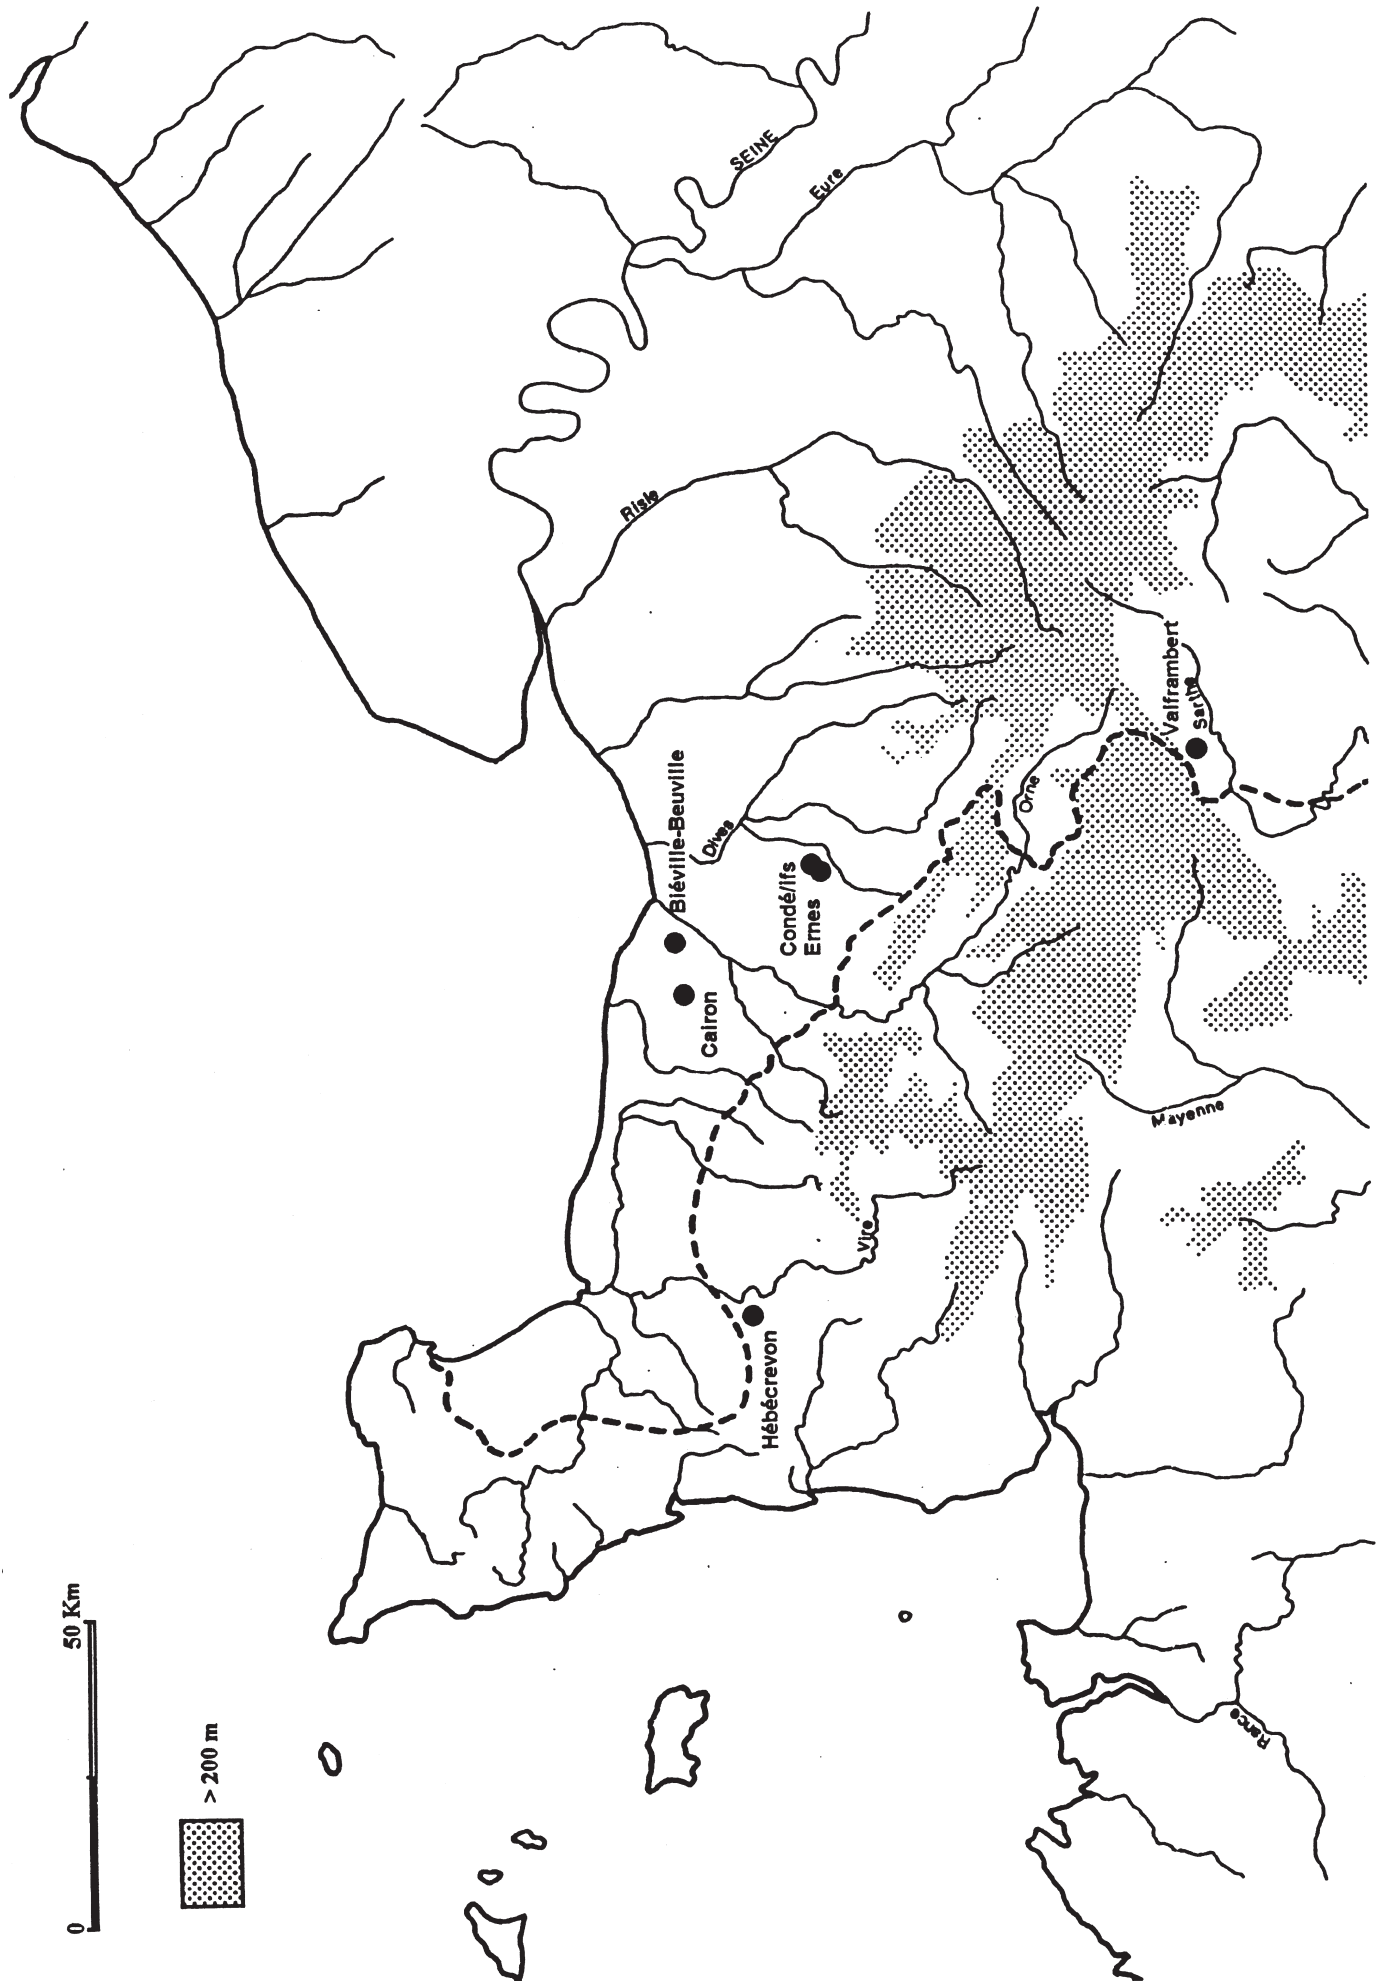 0
50 Km
> 200 m
SEINE
Eure
Risle
Biéville-Beuville
Dives
Cairon
Condé/Ifs
Ernes
Orne
Valframbert
Sarthe
Vire
Hébécrevon
Mayenne
Rance